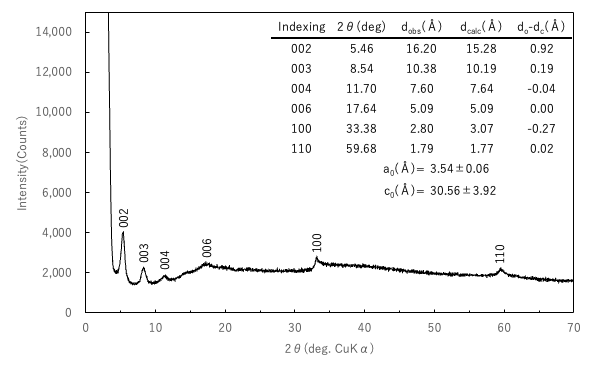 14,000
12,000
10,000
8,000
6,000
4,000
2,000
0
Intensity(Counts)
Indexing 2θ(deg) dobs(Å) dcalc(Å) do-dc(Å)
002 5.46 16.20 15.28 0.92
003 8.54 10.38 10.19 0.19
004 11.70 7.60 7.64 -0.04
006 17.64 5.09 5.09 0.00
100 33.38 2.80 3.07 -0.27
110 59.68 1.79 1.77 0.02
a0(Å)= 3.54±0.06
c0(Å)= 30.56±3.92
002
003
004
006
100
110
0 10 20 30 40 50 60 70
2θ(deg. CuKα)